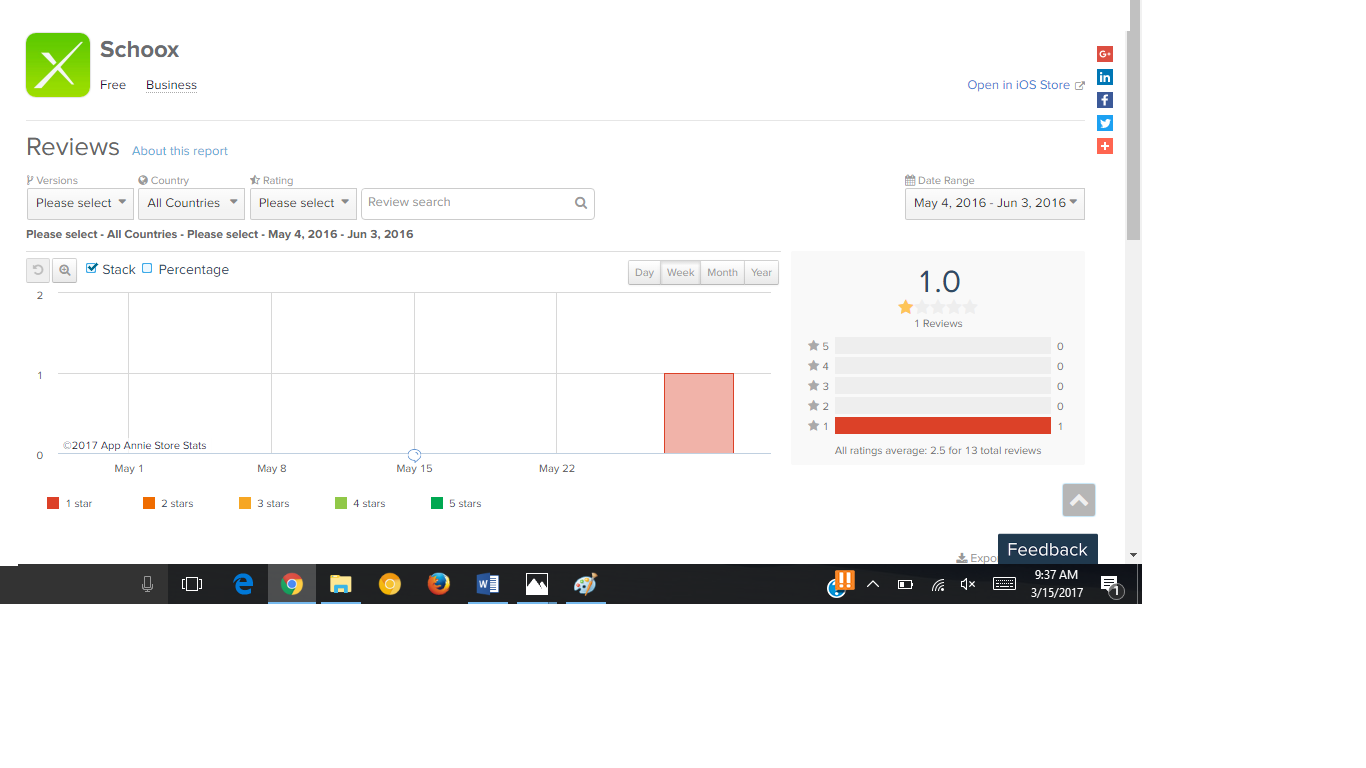 Schoox
Free Business
Open in iOS Store
G+
in
f
Reviews About this report
Versions Country Rating
Date Range
Please select All Countries Please select Review search
May 4, 2016 - Jun 3, 2016
Please select - All Countries - Please select - May 4, 2016 - Jun 3, 2016
Stack Percentage
Day Week Month Year
2
1
0
©2017 App Annie Store Stats
May 1 May 8 May 15 May 22
1 star 2 stars 3 stars 4 stars 5 stars
1.0
1 Reviews
5 0
4 0
3 0
2 0
1 1
All ratings average: 2.5 for 13 total reviews
Expo
Feedback
W
9:37 AM
3/15/2017
1